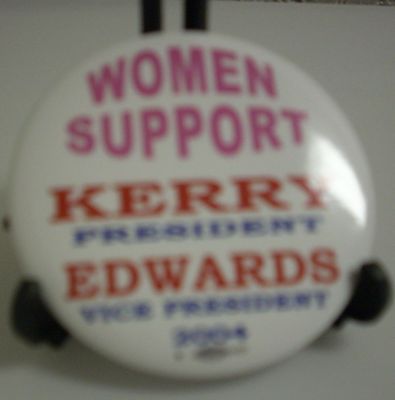 WOMEN
SUPPORT
KERRY
PRESIDENT
EDWARDS
VICE PRESIDENT
2004